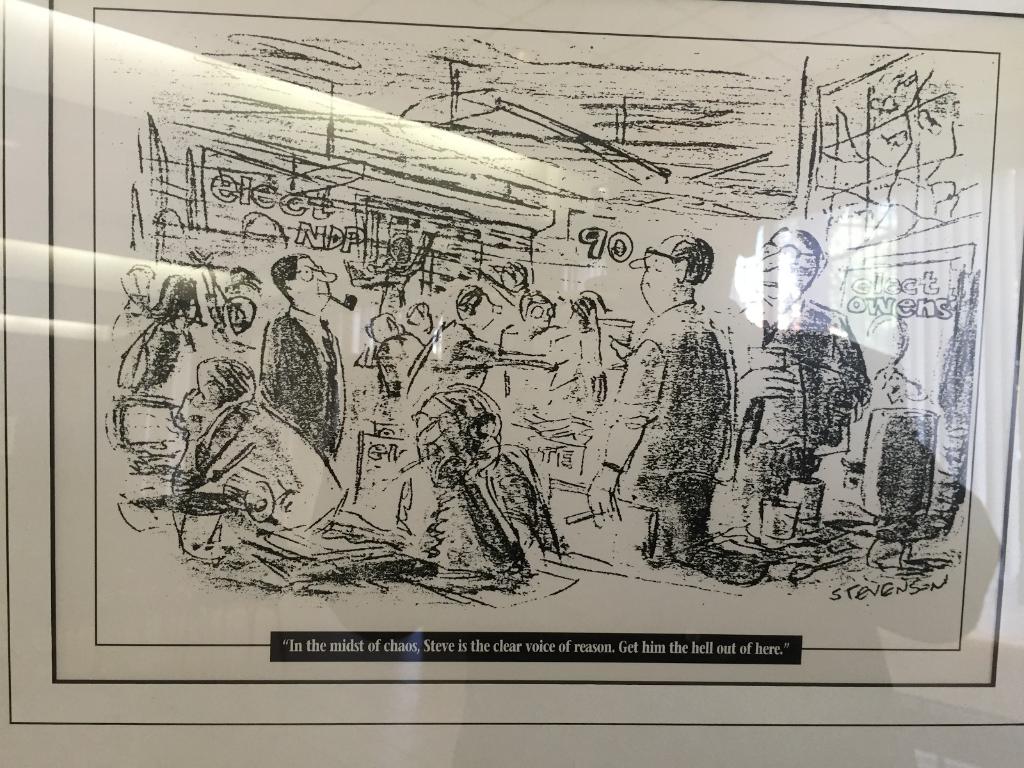 elect
NDP
90
elect
owens
STEVENSON
"In the midst of chaos, Steve is the clear voice of reason. Get him the hell out of here."